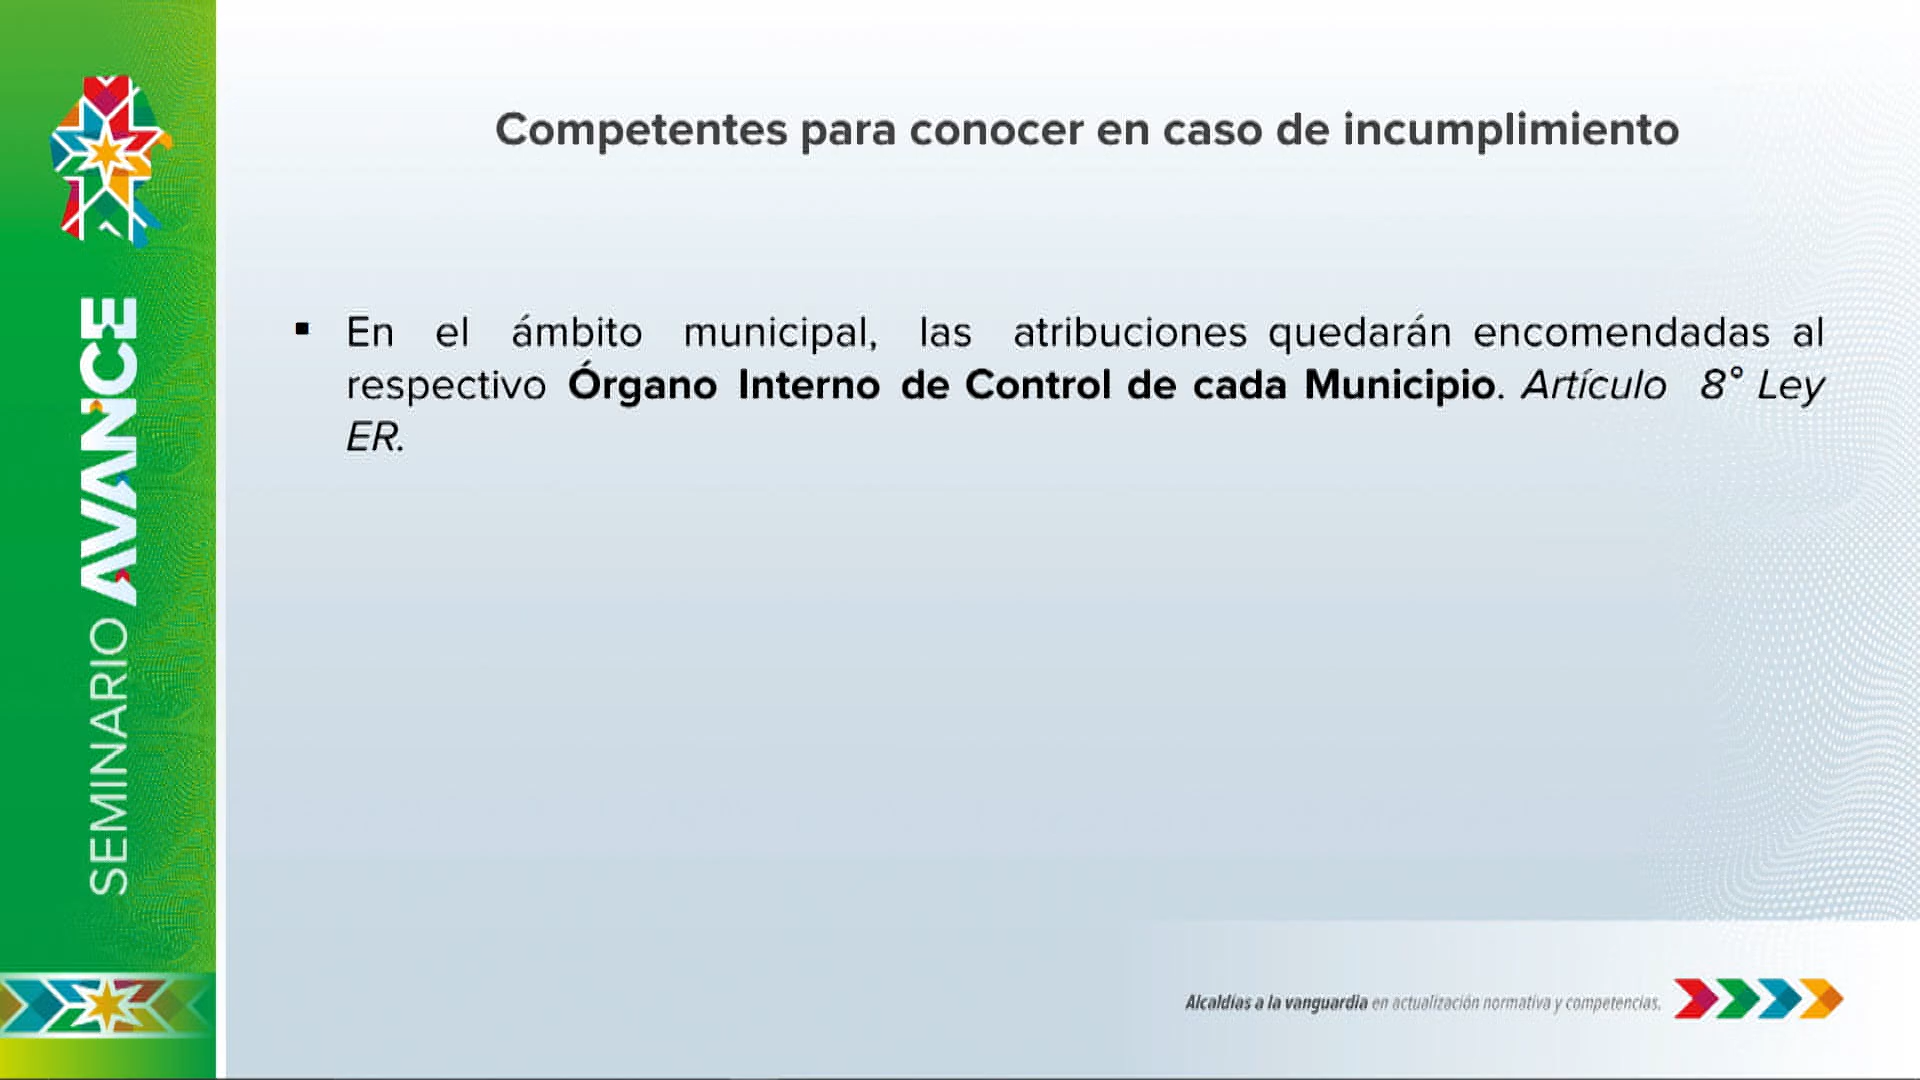 Competentes para conocer en caso de incumplimiento
▪ En el ámbito municipal, las atribuciones quedarán encomendadas al
respectivo Órgano Interno de Control de cada Municipio. Artículo 8° Ley
ER.
SEMINARIO AVANCE
Alcaldías a la vanguardia en actualización normativa y competencias.